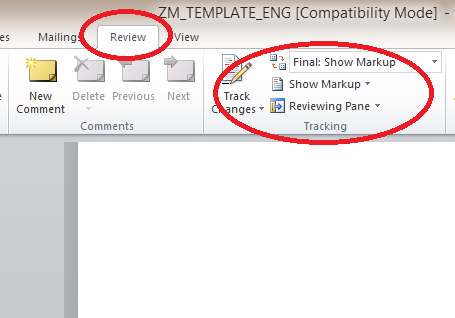 ZM_TEMPLATE_ENG [Compatibility Mode] -
es Mailings Review View
New Comment
Delete
Previous
Next
Track Changes
Final: Show Markup
Show Markup
Reviewing Pane
Comments
Tracking